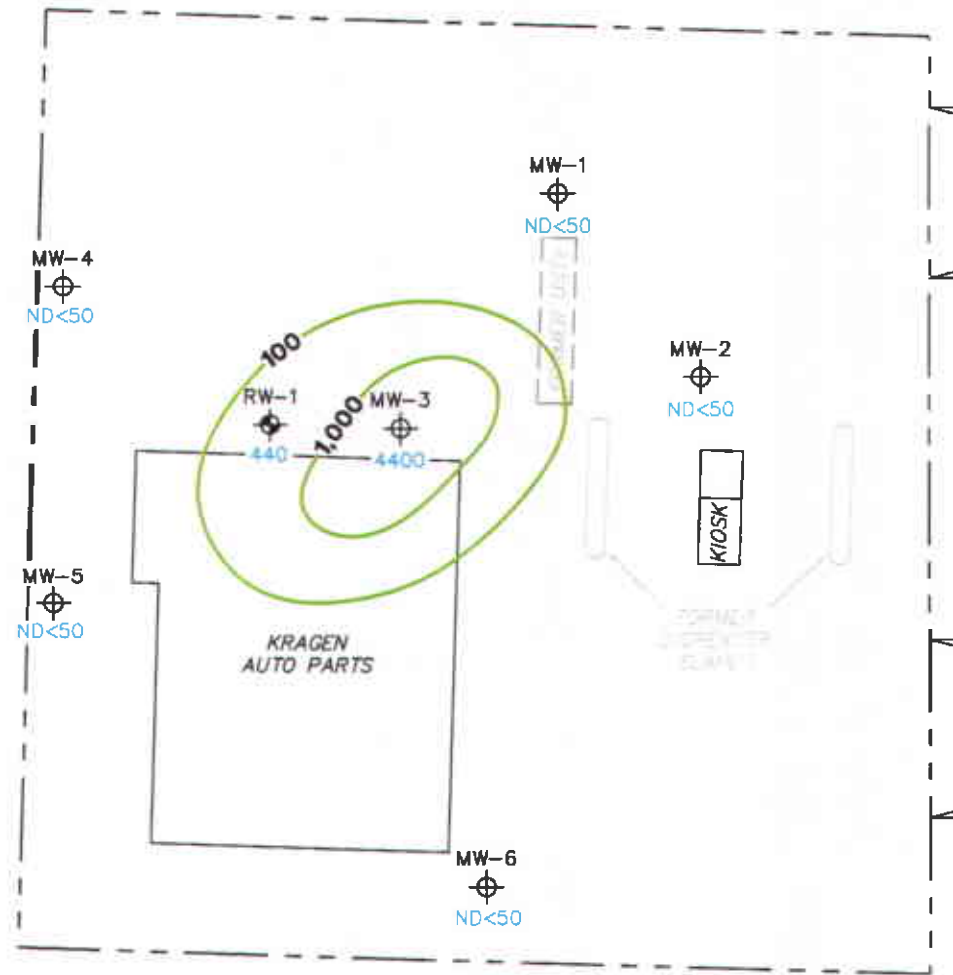 MW-1
ND<50
MW-4
ND<50
100
MW-2
ND<50
RW-1
440
1,000
MW-3
4400
KIOSK
MW-5
ND<50
FORMER
KRAGEN
AUTO PARTS
MW-6
ND<50